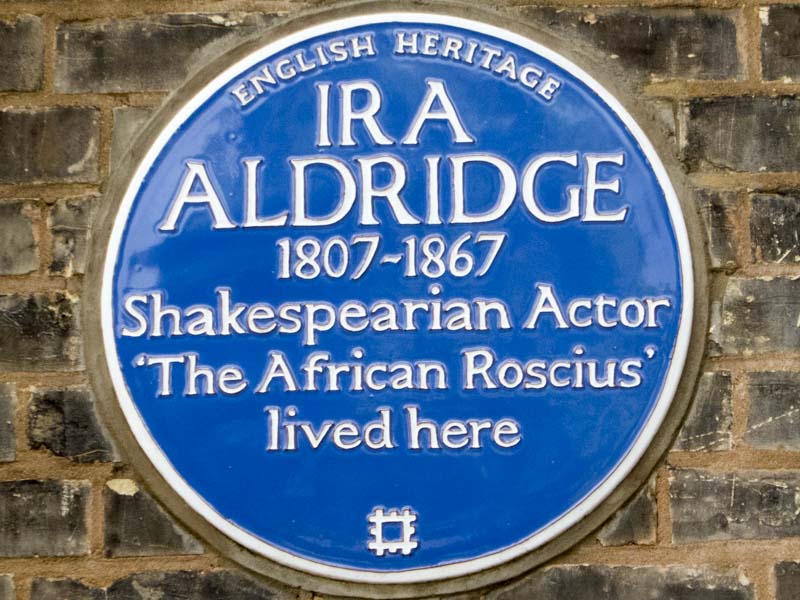 ENGLISH HERITAGE
IRA
ALDRIDGE
1807~1867
Shakespearian Actor
'The African Roscius'
lived here